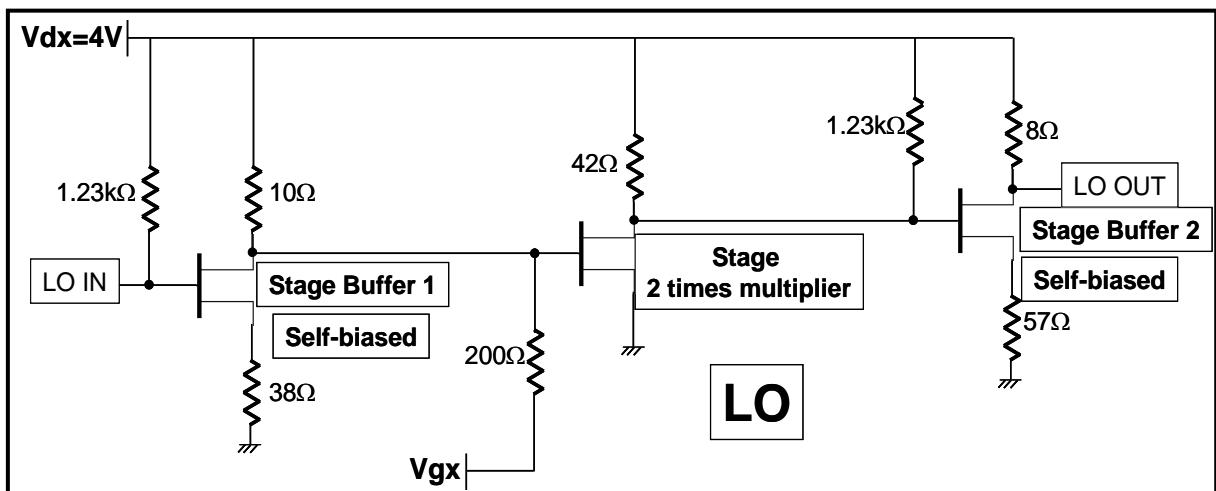 Vdx=4V
1.23kΩ
10Ω
42Ω
1.23kΩ
8Ω
LO OUT
LO IN
Stage Buffer 1
Self-biased
Stage
2 times multiplier
Stage Buffer 2
Self-biased
38Ω
200Ω
57Ω
LO
Vgx